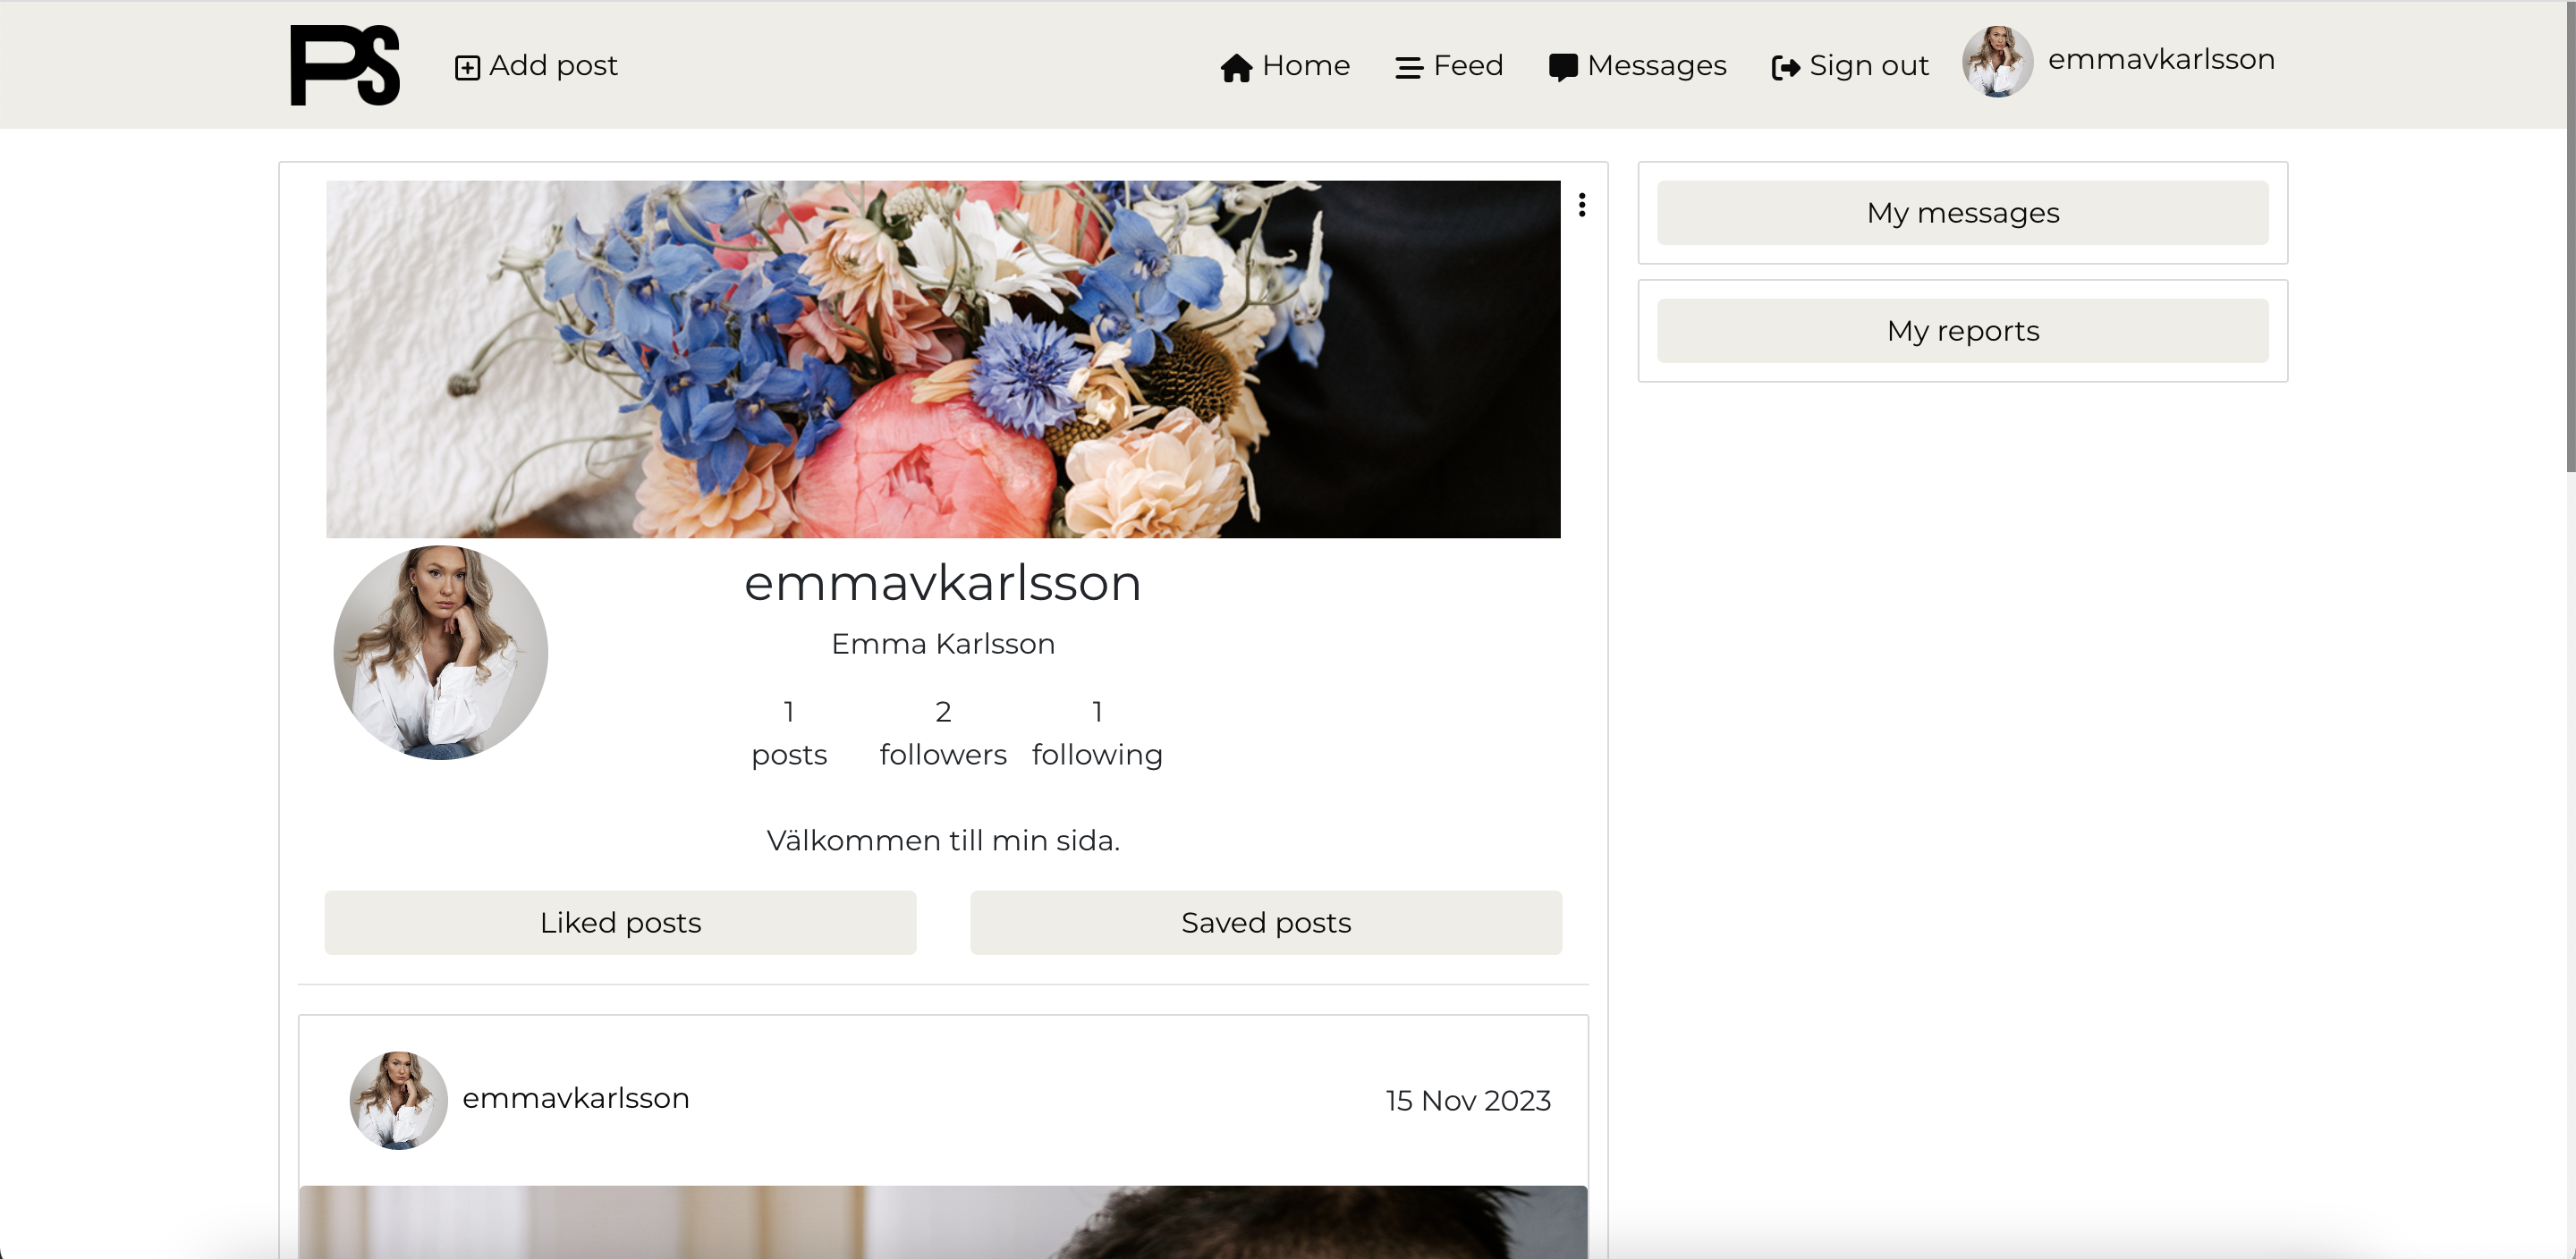 PS
Add post
Home
Feed
Messages
Sign out
emmavkarlsson
My messages
My reports
emmavkarlsson
Emma Karlsson
1 2 1
posts followers following
Välkommen till min sida.
Liked posts
Saved posts
emmavkarlsson
15 Nov 2023